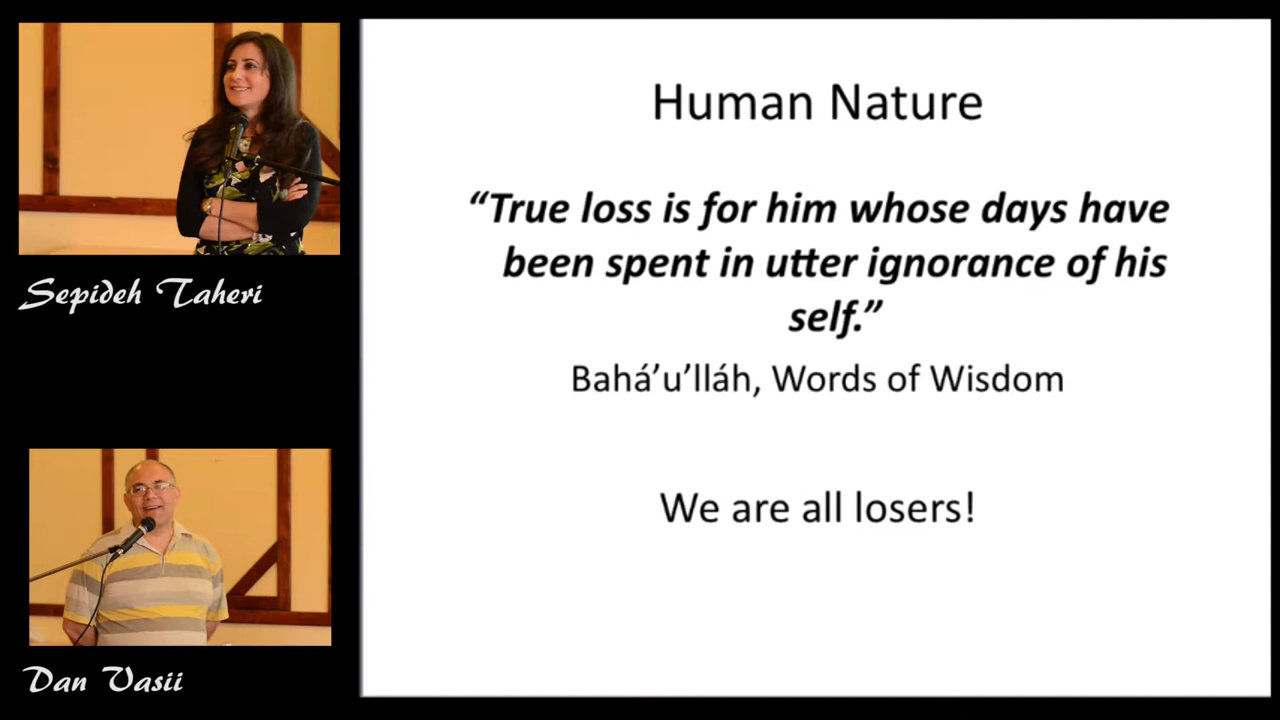 Sepideh Taheri
Dan Vasii
Human Nature
“True loss is for him whose days have
been spent in utter ignorance of his
self.”
Bahá’u’lláh, Words of Wisdom
We are all losers!